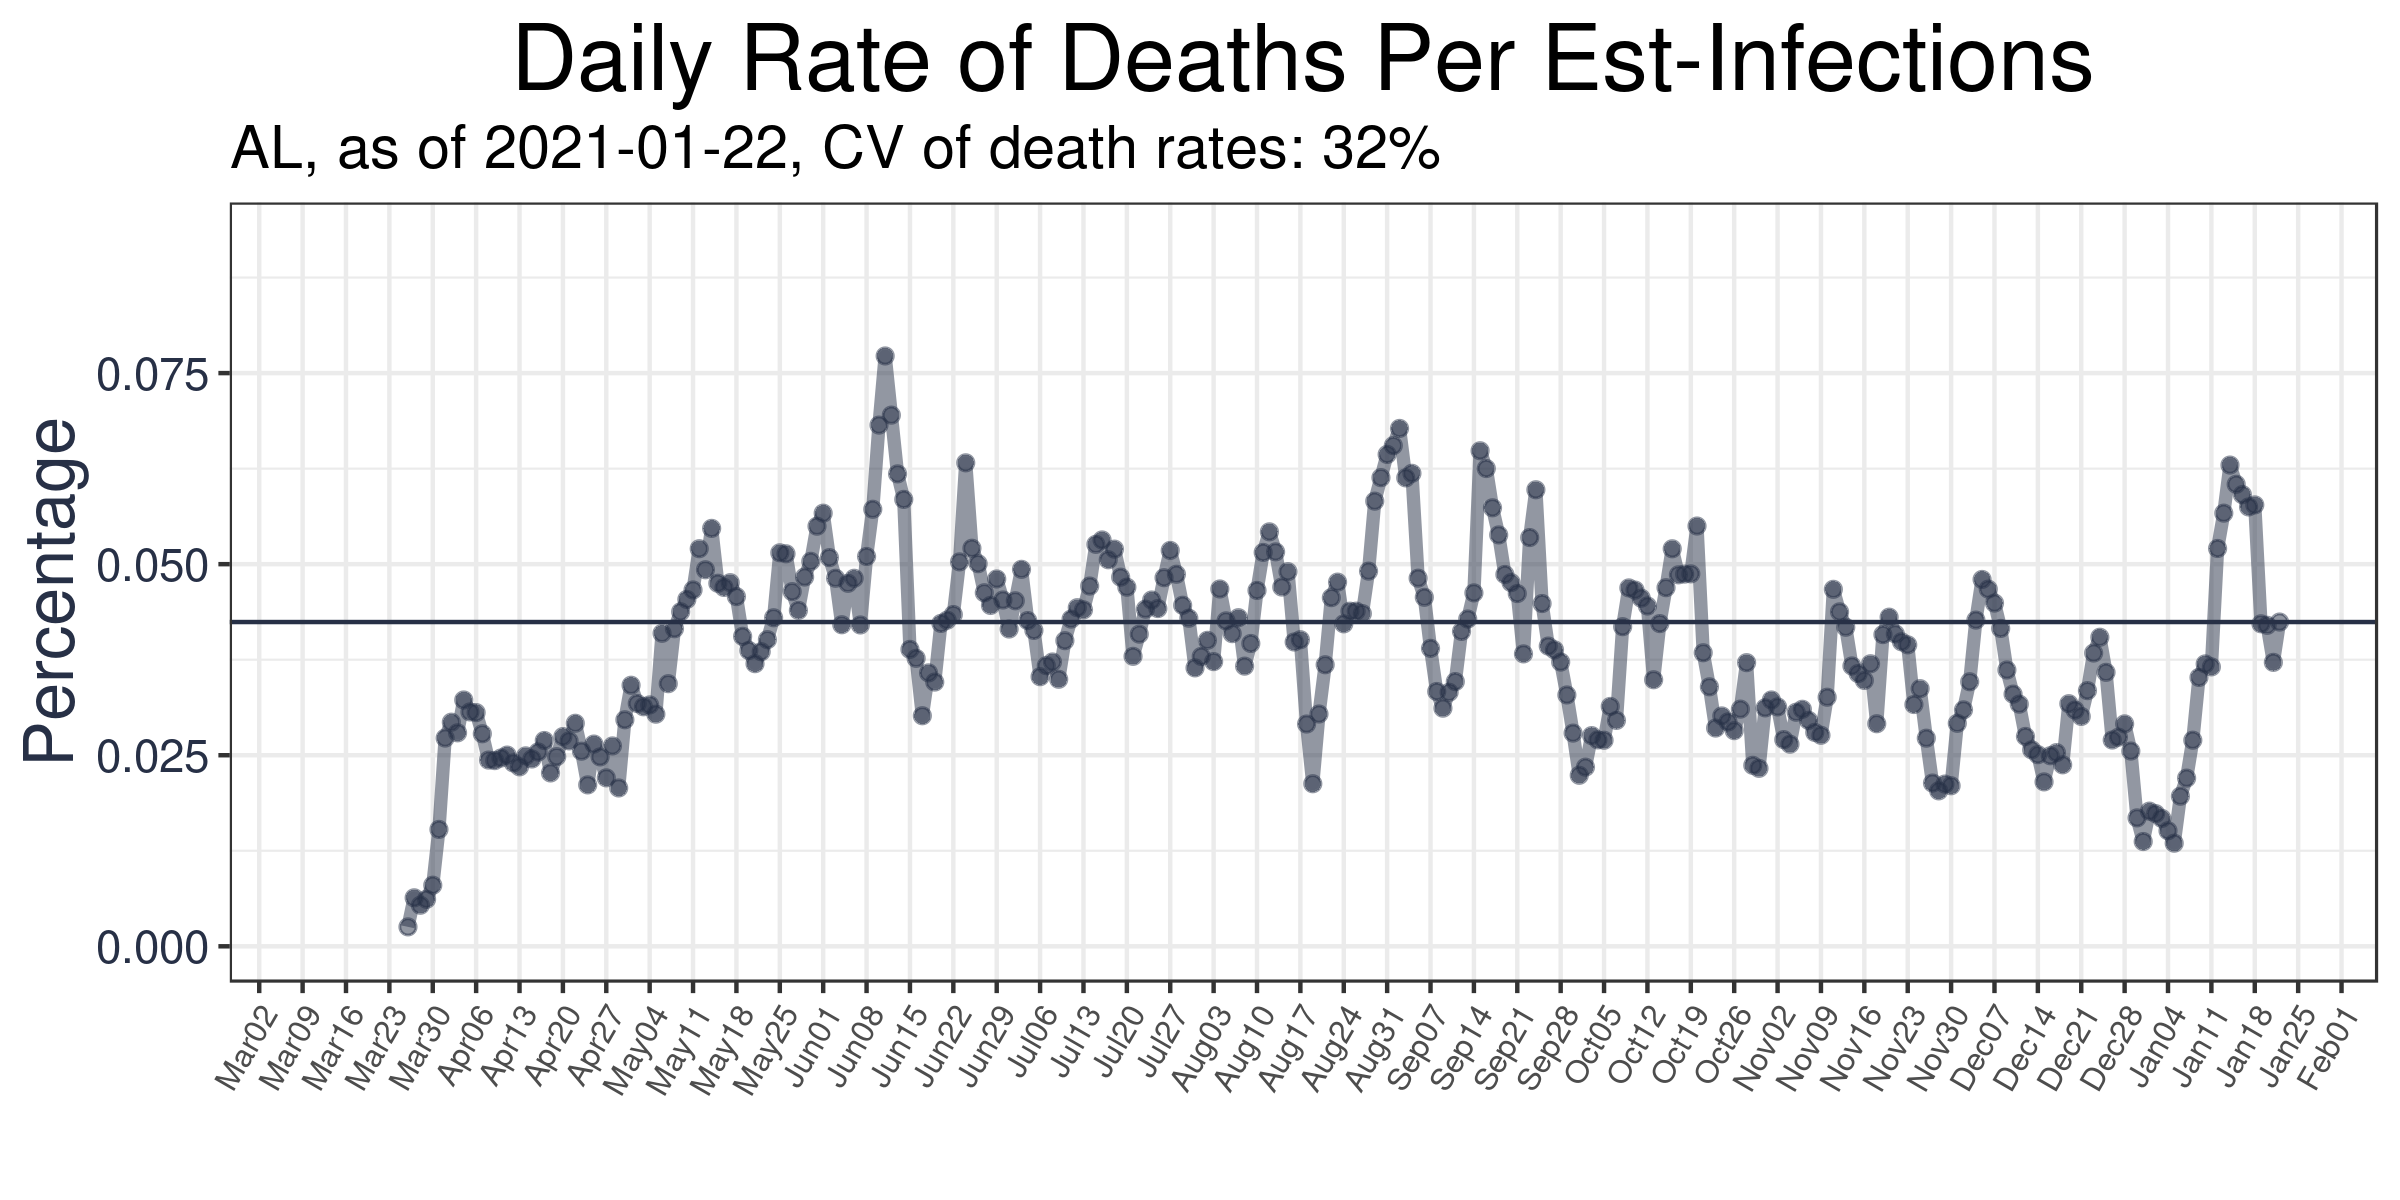 Daily Rate of Deaths Per Est-Infections
AL, as of 2021-01-22, CV of death rates: 32%
Percentage
0.075
0.050
0.025
0.000
Mar02
Mar09
Mar16
Mar23
Mar30
Apr06
Apr13
Apr20
Apr27
May04
May11
May18
May25
Jun01
Jun08
Jun15
Jun22
Jun29
Jul06
Jul13
Jul20
Jul27
Aug03
Aug10
Aug17
Aug24
Aug31
Sep07
Sep14
Sep21
Sep28
Oct05
Oct12
Oct19
Oct26
Nov02
Nov09
Nov16
Nov23
Nov30
Dec07
Dec14
Dec21
Dec28
Jan04
Jan11
Jan18
Jan25
Feb01